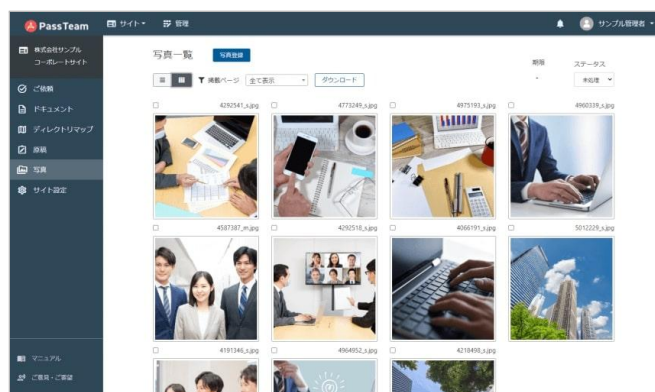 PassTeam
サイト
管理
サンプル管理者
株式会社サンプル
コーポレートサイト
ご依頼
ドキュメント
ディレクトリマップ
原稿
写真
サイト設定
マニュアル
ご意見・ご要望
写真一覧
写真登録
期限
ステータス
-
未処理
掲載ページ
全て表示
ダウンロード
4292541_s.jpg
4773249_s.jpg
4975193_s.jpg
4960339_s.jpg
4587387_m.jpg
4292518_s.jpg
4066191_s.jpg
5012229_s.jpg
4191346_s.jpg
4964952_s.jpg
4218498_s.jpg